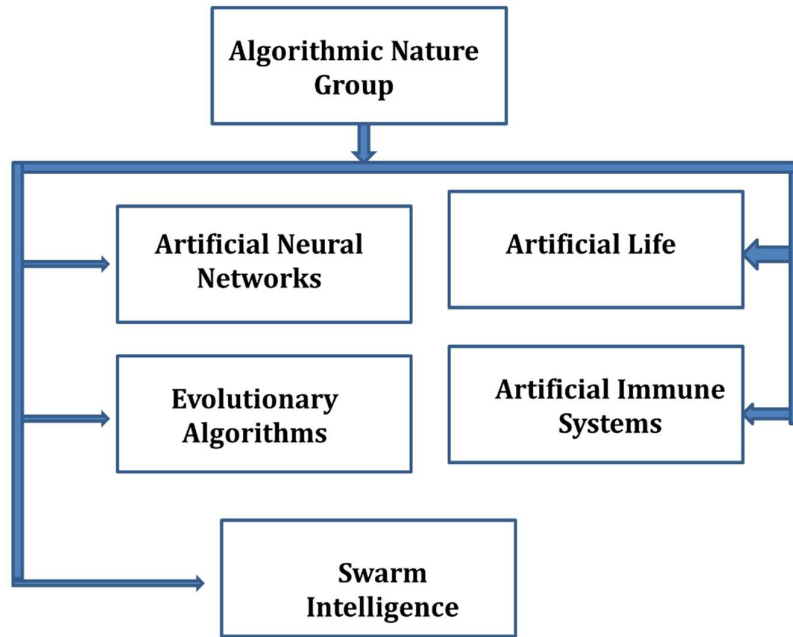 Algorithmic Nature
Group
Artificial Neural
Networks
Artificial Life
Evolutionary
Algorithms
Artificial Immune
Systems
Swarm
Intelligence